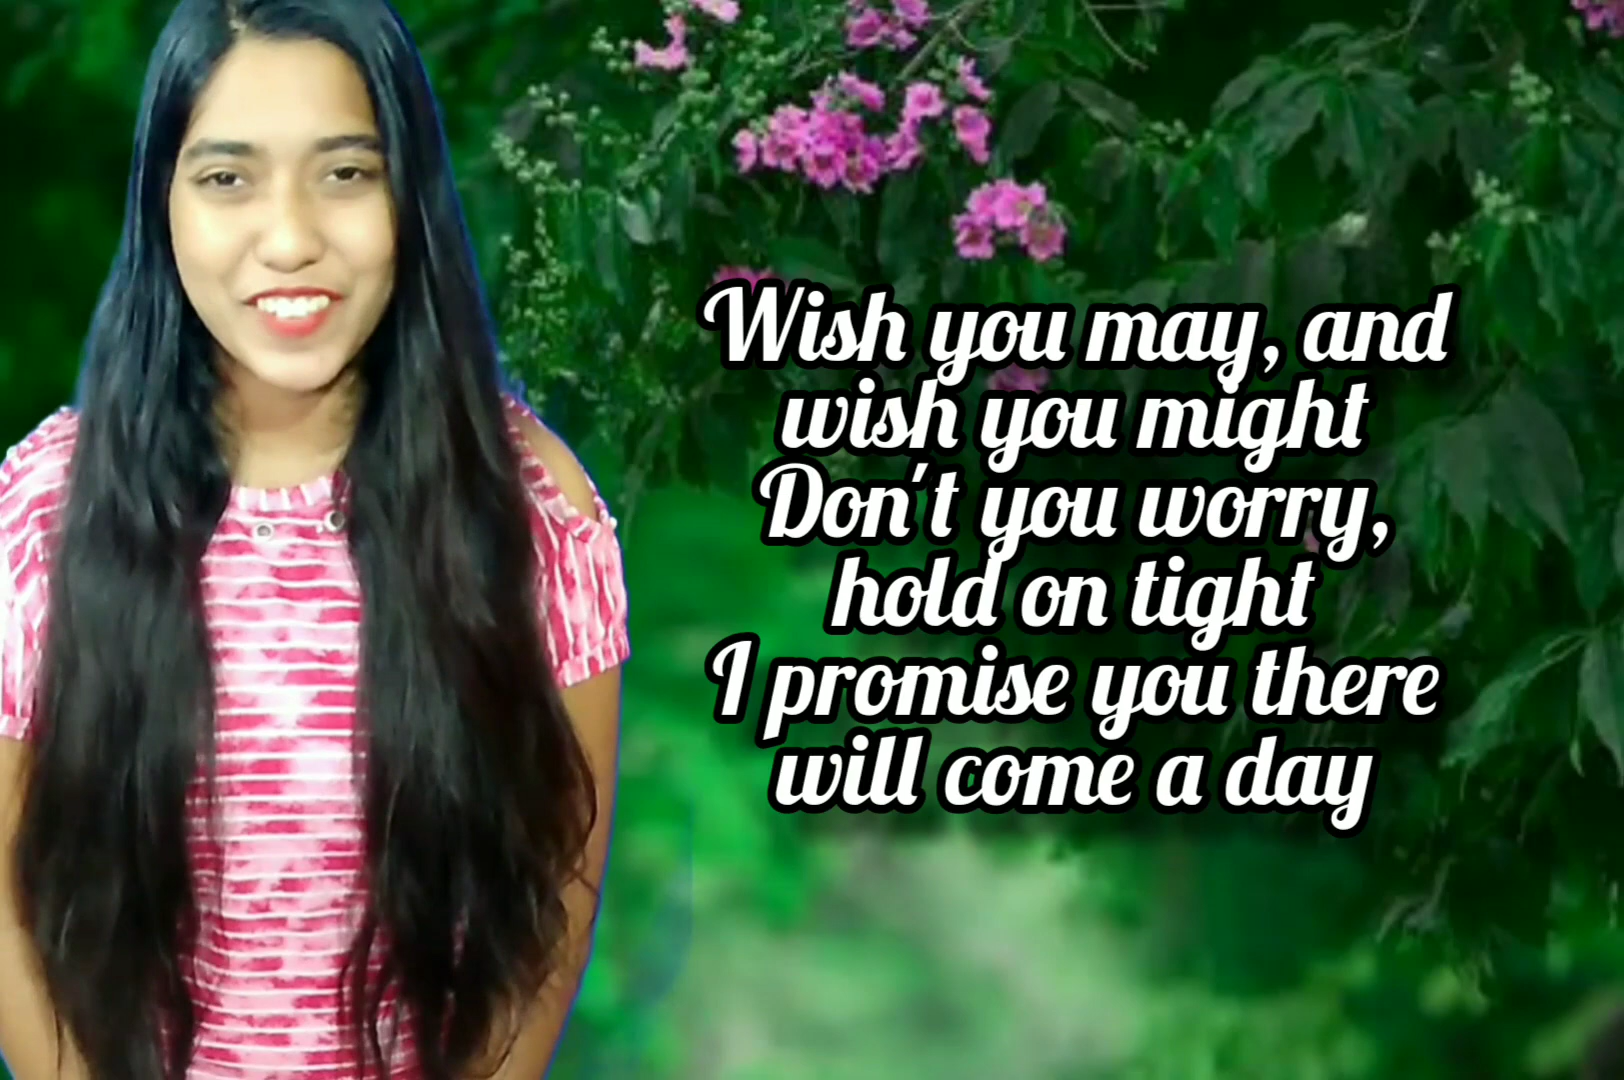 Wish you may, and
wish you might
Don't you worry,
hold on tight
I promise you there
will come a day